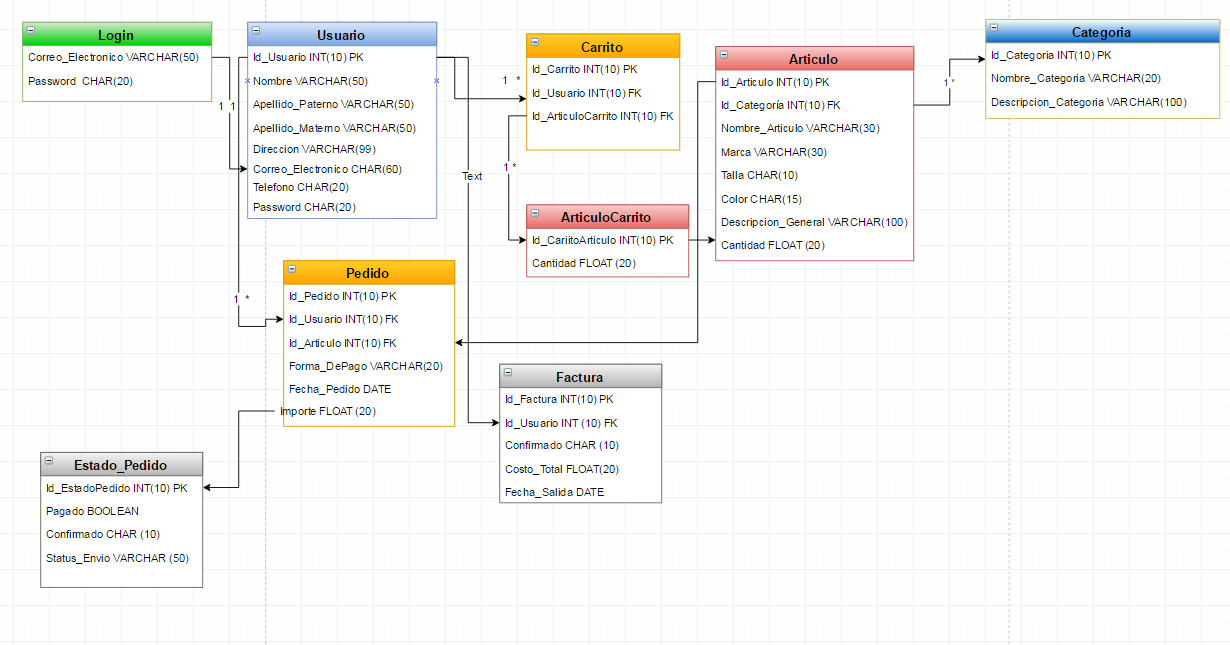 Login
Correo_Electronico VARCHAR(50)
Password CHAR(20)
1 1
Usuario
Id_Usuario INT(10) PK
Nombre VARCHAR(50)
Apellido_Paterno VARCHAR(50)
Apellido_Materno VARCHAR(50)
Direccion VARCHAR(99)
Correo_Electronico CHAR(60)
Telefono CHAR(20)
Password CHAR(20)
1 *
Text
Carrito
Id_Carrito INT(10) PK
Id_Usuario INT(10) FK
Id_ArticuloCarrito INT(10) FK
1 *
ArticuloCarrito
Id_CariitoArticulo INT(10) PK
Cantidad FLOAT (20)
Articulo
Id_Articulo INT(10) PK
Id_Categoría INT(10) FK
Nombre_Articulo VARCHAR(30)
Marca VARCHAR(30)
Talla CHAR(10)
Color CHAR(15)
Descripcion_General VARCHAR(100)
Cantidad FLOAT (20)
1 *
Categoria
Id_Categoria INT(10) PK
Nombre_Categoria VARCHAR(20)
Descripcion_Categoria VARCHAR(100)
1 *
Pedido
Id_Pedido INT(10) PK
Id_Usuario INT(10) FK
Id_Articulo INT(10) FK
Forma_DePago VARCHAR(20)
Fecha_Pedido DATE
Importe FLOAT (20)
Factura
Id_Factura INT(10) PK
Id_Usuario INT (10) FK
Confirmado CHAR (10)
Costo_Total FLOAT(20)
Fecha_Salida DATE
Estado_Pedido
Id_EstadoPedido INT(10) PK
Pagado BOOLEAN
Confirmado CHAR (10)
Status_Envio VARCHAR (50)